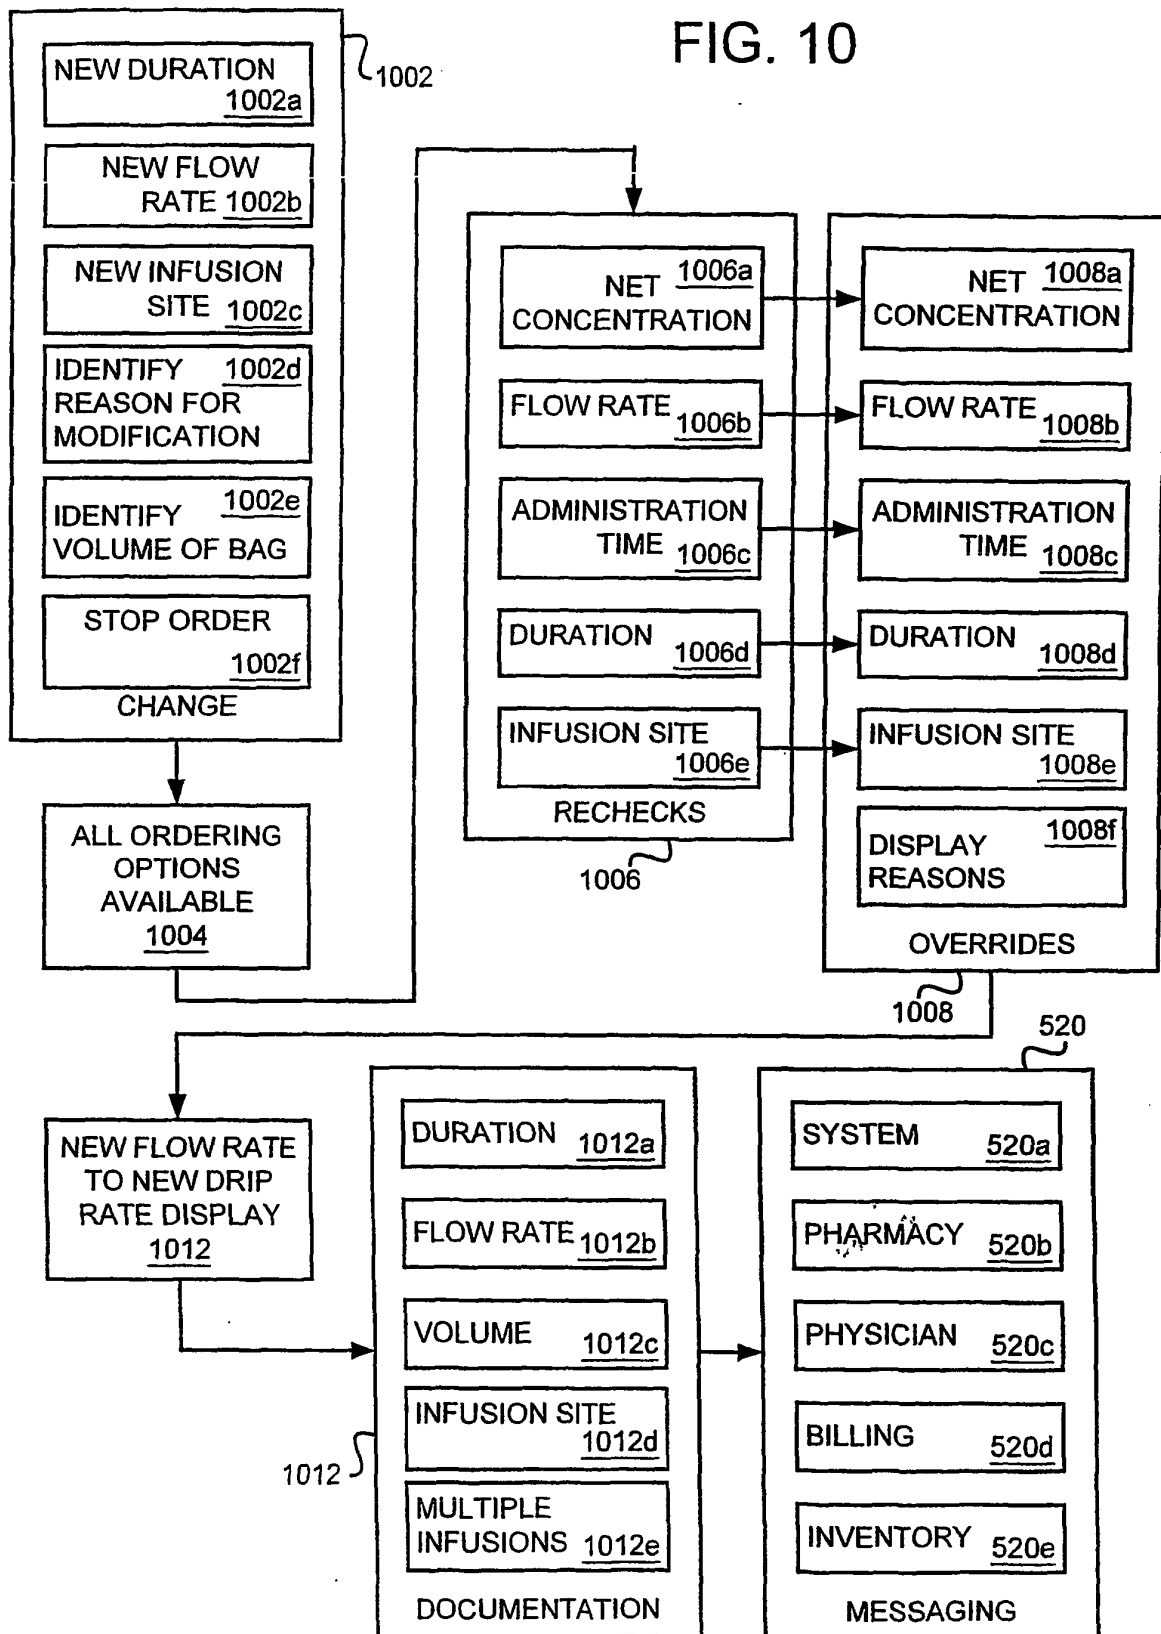 FIG. 10
1002
NEW DURATION
1002a
NEW FLOW
RATE 1002b
NEW INFUSION
SITE 1002c
IDENTIFY 1002d
REASON FOR
MODIFICATION
1002e
IDENTIFY
VOLUME OF BAG
STOP ORDER
1002f
CHANGE
ALL ORDERING
OPTIONS
AVAILABLE
1004
1006a
NET
CONCENTRATION
FLOW RATE
1006b
ADMINISTRATION
TIME 1006c
DURATION
1006d
INFUSION SITE
1006e
RECHECKS
1006
1008a
NET
CONCENTRATION
FLOW RATE
1008b
ADMINISTRATION
TIME 1008c
DURATION
1008d
INFUSION SITE
1008e
1008f
DISPLAY
REASONS
OVERRIDES
1008
NEW FLOW RATE
TO NEW DRIP
RATE DISPLAY
1012
DURATION 1012a
FLOW RATE 1012b
VOLUME 1012c
INFUSION SITE
1012d
MULTIPLE
INFUSIONS 1012e
DOCUMENTATION
1012
520
SYSTEM 520a
PHARMACY 520b
PHYSICIAN 520c
BILLING 520d
INVENTORY 520e
MESSAGING